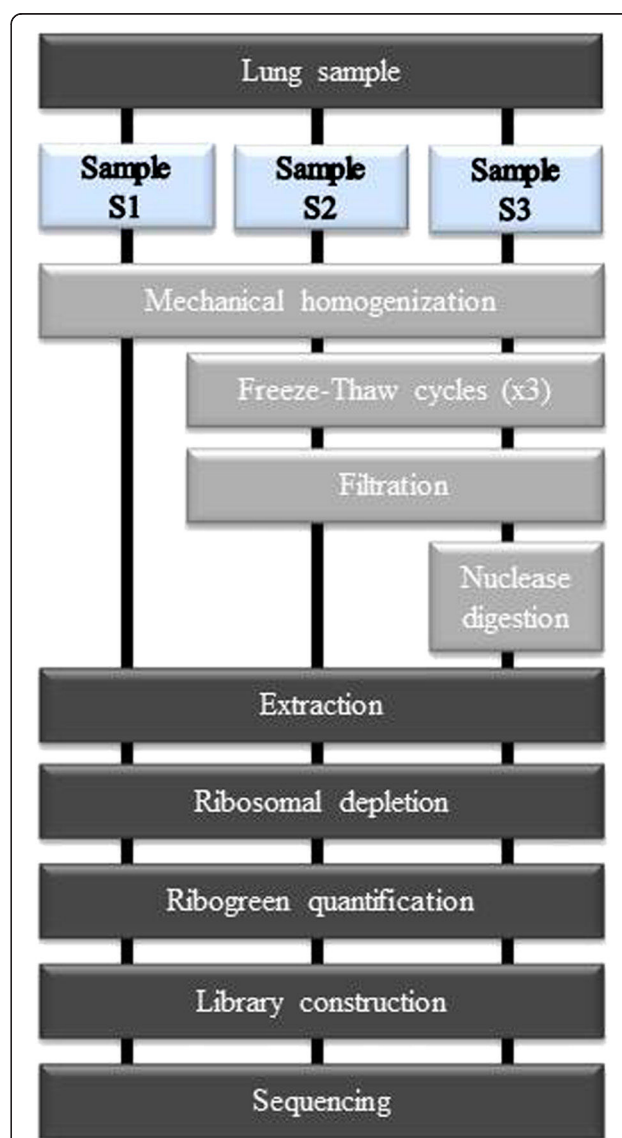 Lung sample
Sample
S1
Sample
S2
Sample
S3
Mechanical homogenization
Freeze-Thaw cycles (x3)
Filtration
Nuclease
digestion
Extraction
Ribosomal depletion
Ribogreen quantification
Library construction
Sequencing